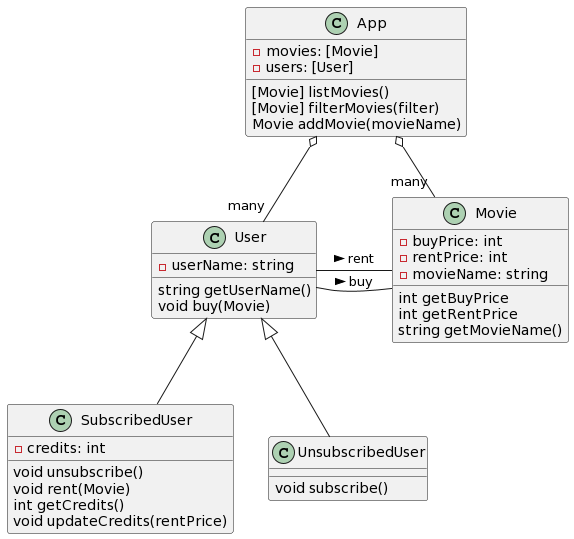 C App
- movies: [Movie]
- users: [User]
[Movie] listMovies()
[Movie] filterMovies(filter)
Movie addMovie(movieName)
many
many
C User
userName: string
string getUserName()
void buy(Movie)
rent
buy
C Movie
buyPrice: int
rentPrice: int
movieName: string
int getBuyPrice
int getRentPrice
string getMovieName()
C SubscribedUser
credits: int
void unsubscribe()
void rent(Movie)
int getCredits()
void updateCredits(rentPrice)
C UnsubscribedUser
void subscribe()